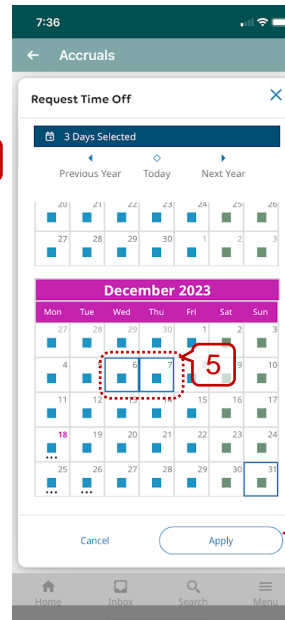 7:36
← Accruals
Request Time Off ×
3 Days Selected
Previous Year Today Next Year
20 21 22 23 24 25 26
27 28 29 30 1 2 3
December 2023
Mon Tue Wed Thu Fri Sat Sun
27 28 29 30 1 2 3
4 6 7 9 10
5
11 12 13 14 15 16 17
18 19 20 21 22 23 24
25 26 27 28 29 30 31
Cancel Apply
Home Inbox Search Menu